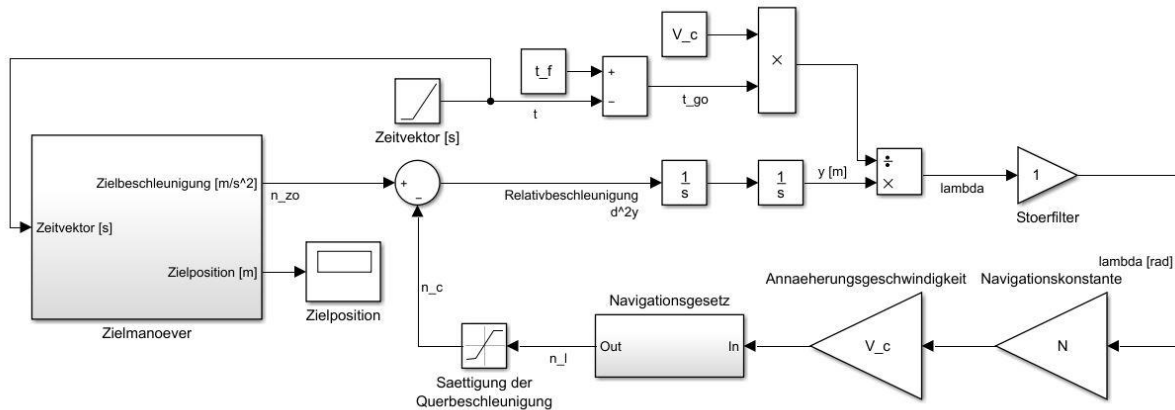 V_c
×
t_f
+
−
t_go
t
Zeitvektor [s]
Zielbeschleunigung [m/s^2]
n_zo
+
−
Relativbeschleunigung
d^2y
1
s
1
s
y [m]
÷
×
lambda
1
Stoerfilter
Zeitvektor [s]
Zielposition [m]
Zielmanoever
Zielposition
n_c
lambda [rad]
Annaeherungsgeschwindigkeit
Navigationskonstante
Navigationsgesetz
Out
In
V_c
N
n_l
Saettigung der
Querbeschleunigung